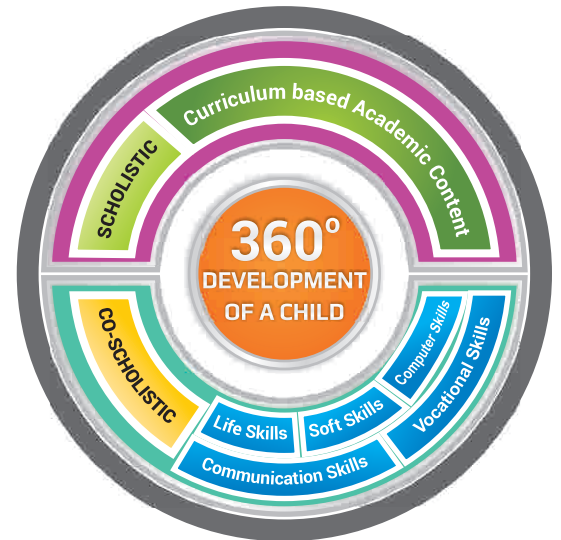 SCHOLISTIC
Curriculum based Academic Content
360º
DEVELOPMENT
OF A CHILD
CO-SCHOLISTIC
Life Skills
Soft Skills
Computer Skills
Communication Skills
Vocational Skills